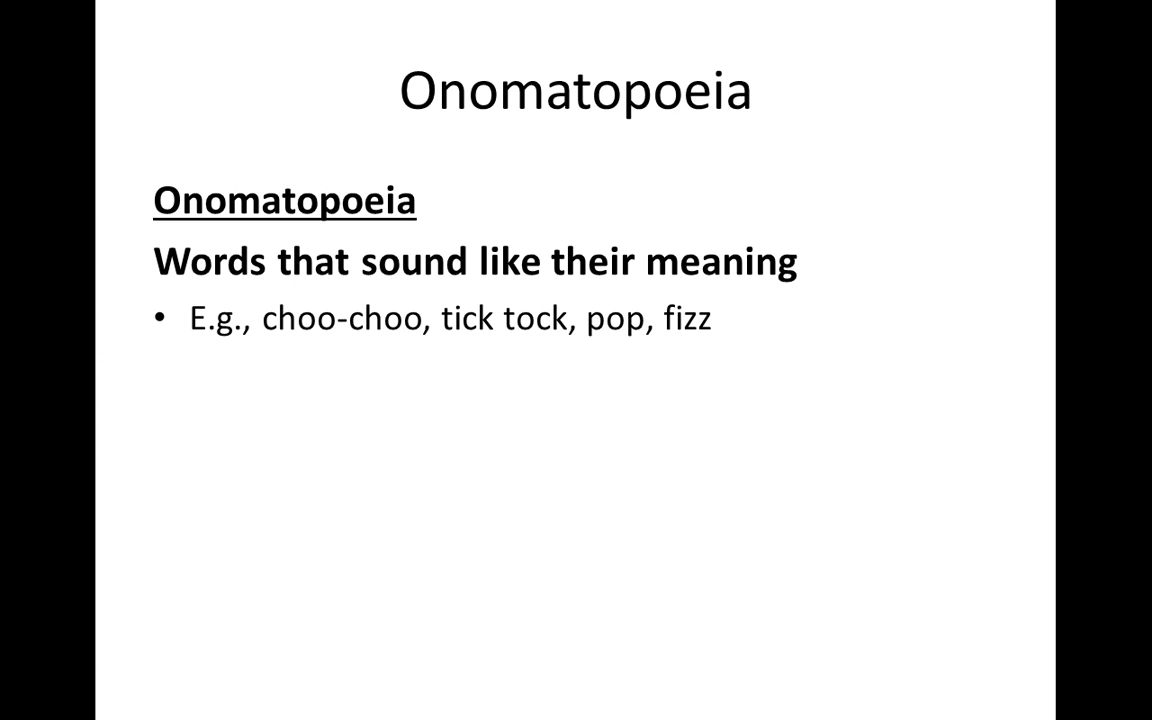 Onomatopoeia
Onomatopoeia
Words that sound like their meaning
• E.g., choo-choo, tick tock, pop, fizz